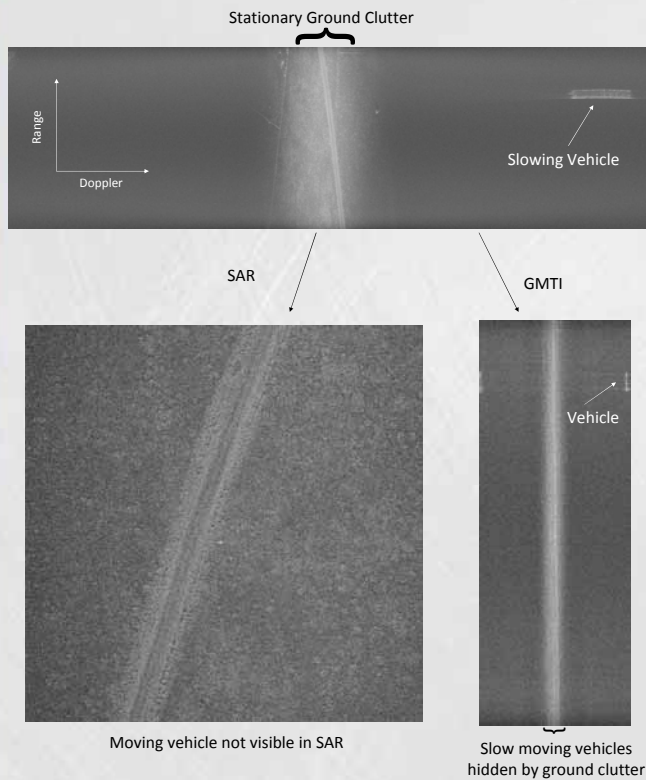 Stationary Ground Clutter
Range
Doppler
Slowing Vehicle
SAR
GMTI
Vehicle
Moving vehicle not visible in SAR
Slow moving vehicles
hidden by ground clutter